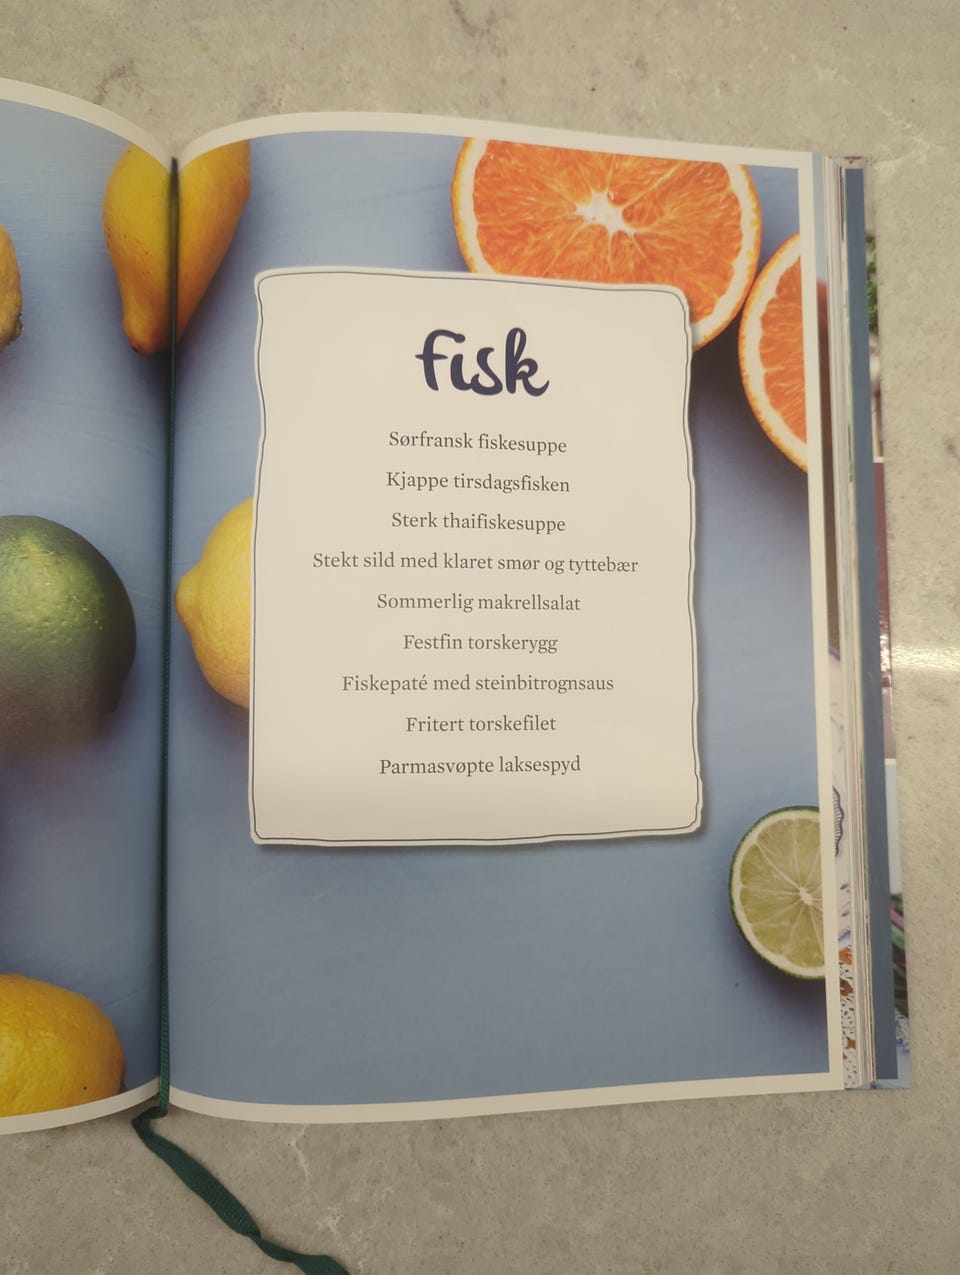 fisk
Sørfransk fiskesuppe
Kjappe tirsdagsfisken
Sterk thaifiskesuppe
Stekt sild med klaret smør og tyttebær
Sommerlig makrellsalat
Festfin torskerygg
Fiskepaté med steinbitrognsaus
Fritert torskefilet
Parmasvøpte laksespyd